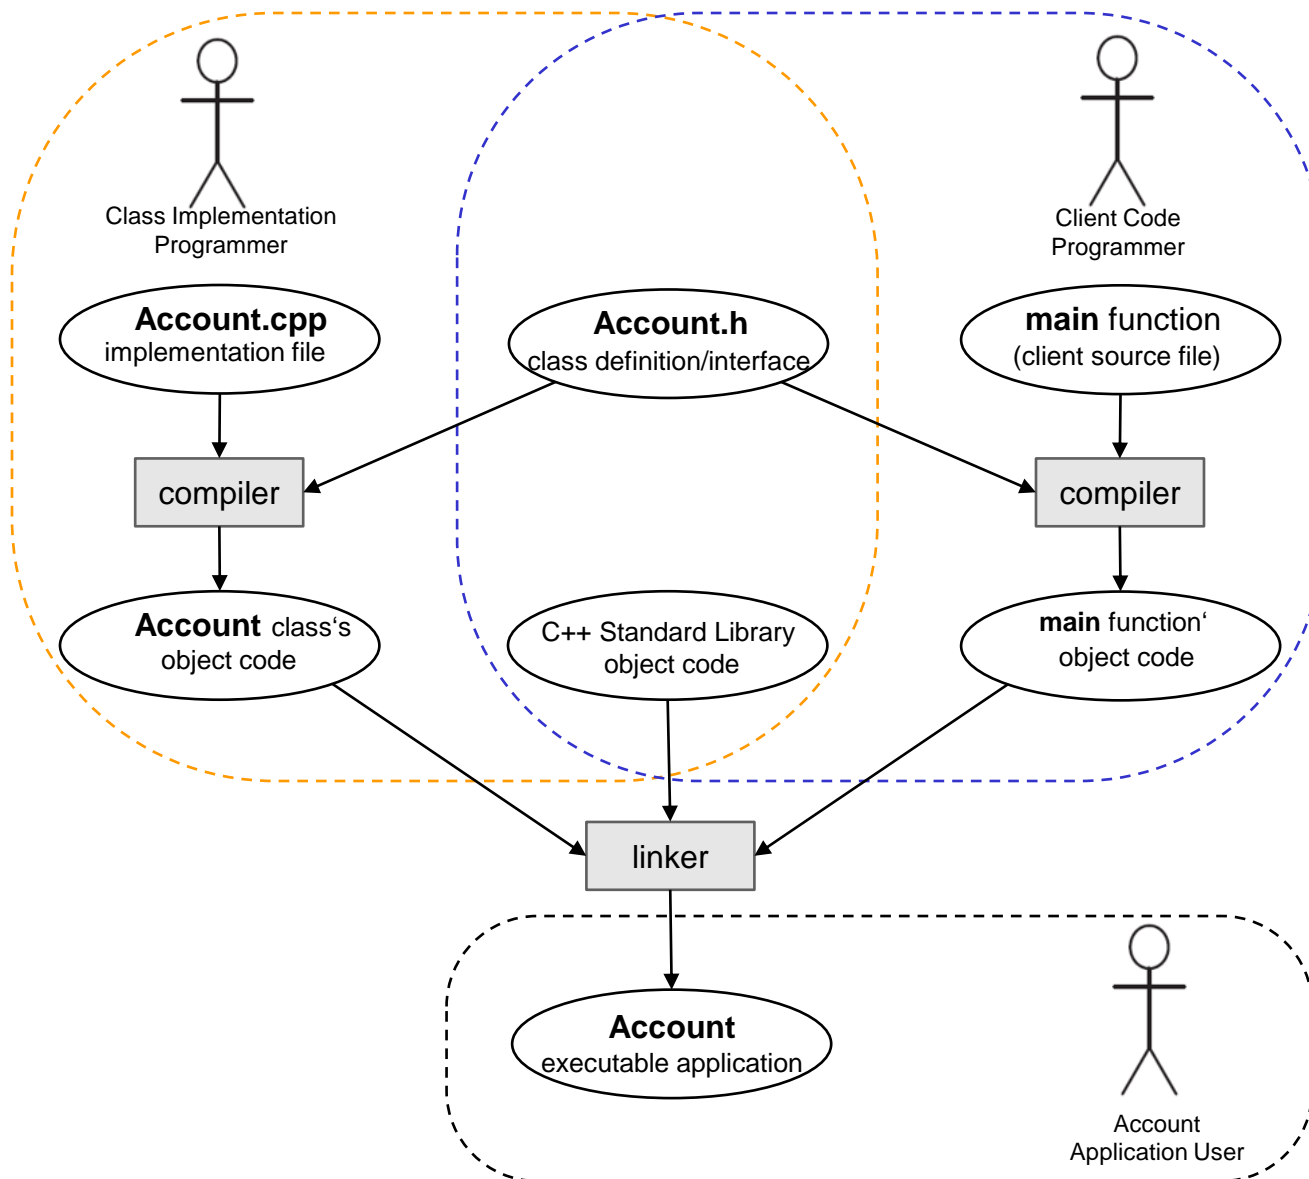 Class Implementation
Programmer
Client Code
Programmer
Account.cpp
implementation file
Account.h
class definition/interface
main function
(client source file)
compiler
compiler
Account class‘s
object code
C++ Standard Library
object code
main function‘
object code
linker
Account
executable application
Account
Application User